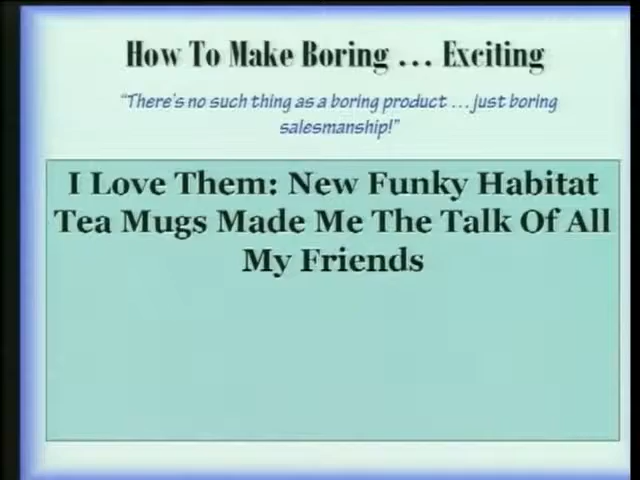 How To Make Boring ... Exciting
"There's no such thing as a boring product ... just boring
salesmanship!"
I Love Them: New Funky Habitat
Tea Mugs Made Me The Talk Of All
My Friends